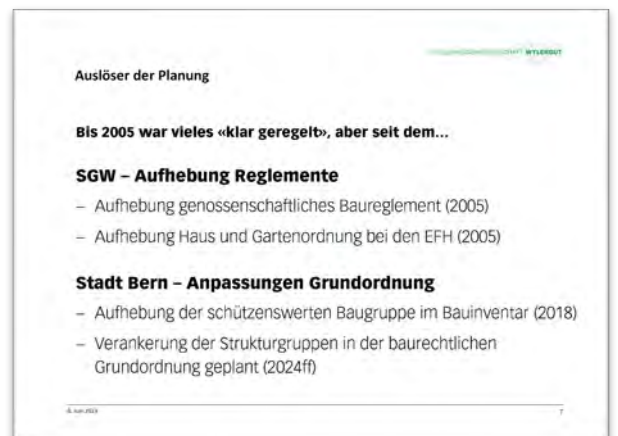 WYLERGUT
Auslöser der Planung
Bis 2005 war vieles «klar geregelt», aber seit dem...
SGW – Aufhebung Reglemente
– Aufhebung genossenschaftliches Baureglement (2005)
– Aufhebung Haus und Gartenordnung bei den EFH (2005)
Stadt Bern – Anpassungen Grundordnung
– Aufhebung der schützenswerten Baugruppe im Bauinventar (2018)
– Verankerung der Strukturgruppen in der baurechtlichen
Grundordnung geplant (2024ff)
7